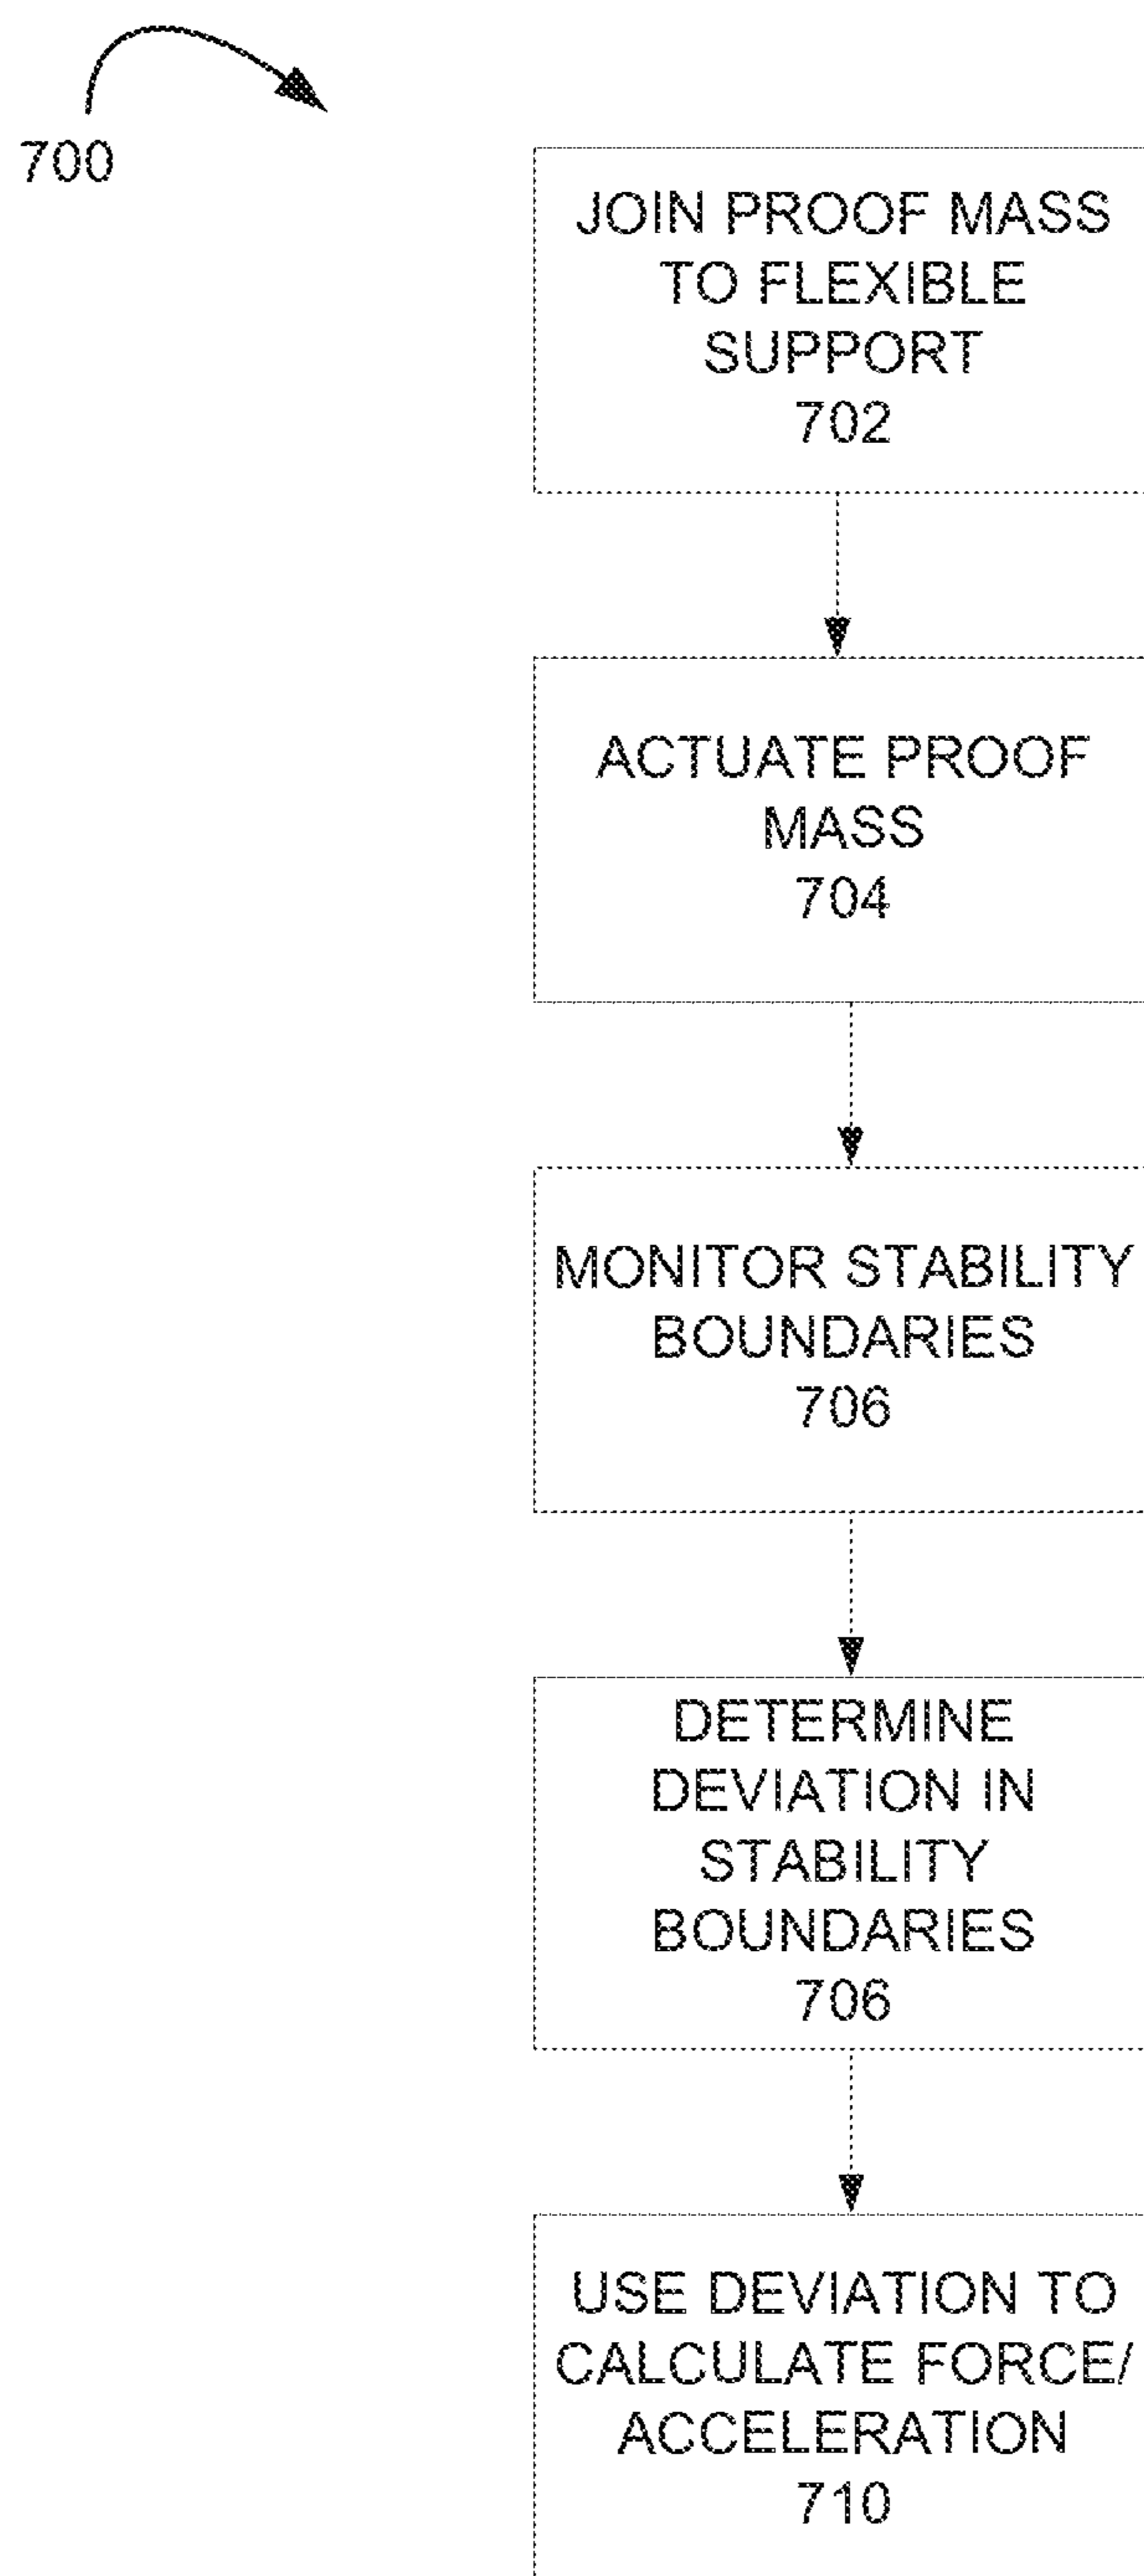 700
JOIN PROOF MASS
TO FLEXIBLE
SUPPORT
702
ACTUATE PROOF
MASS
704
MONITOR STABILITY
BOUNDARIES
706
DETERMINE
DEVIATION IN
STABILITY
BOUNDARIES
706
USE DEVIATION TO
CALCULATE FORCE/
ACCELERATION
710